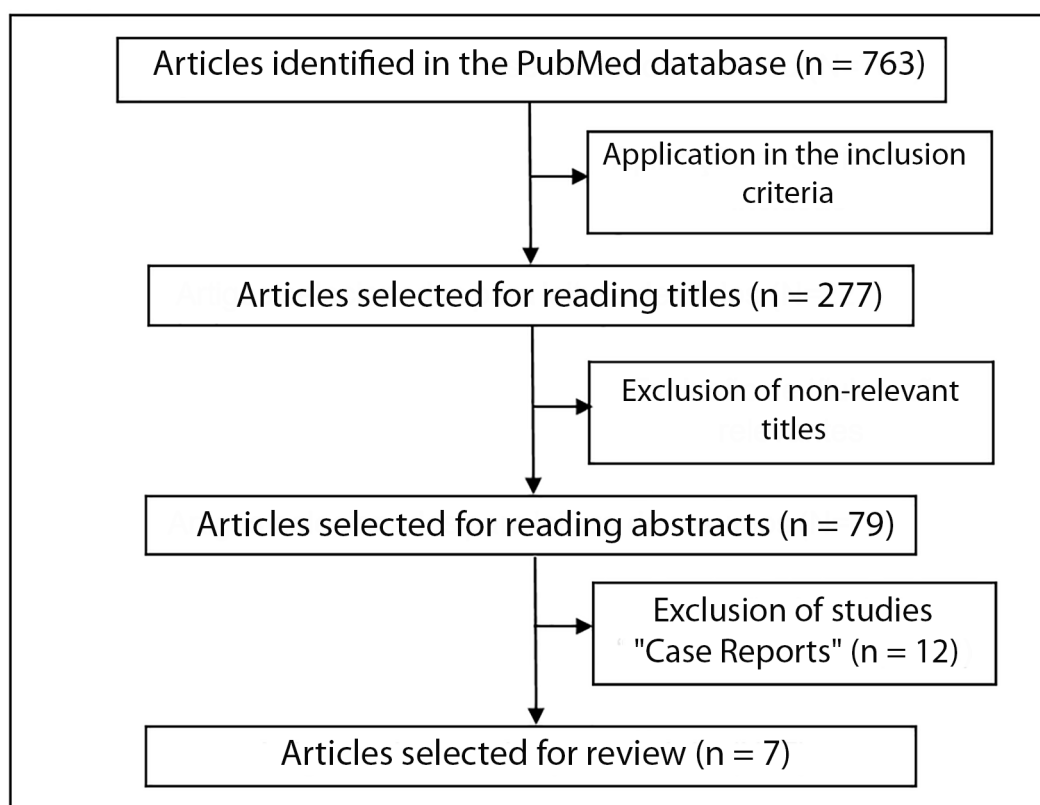 Articles identified in the PubMed database (n = 763)
Application in the inclusion
criteria
Articles selected for reading titles (n = 277)
Exclusion of non-relevant
titles
Articles selected for reading abstracts (n = 79)
Exclusion of studies
"Case Reports" (n = 12)
Articles selected for review (n = 7)